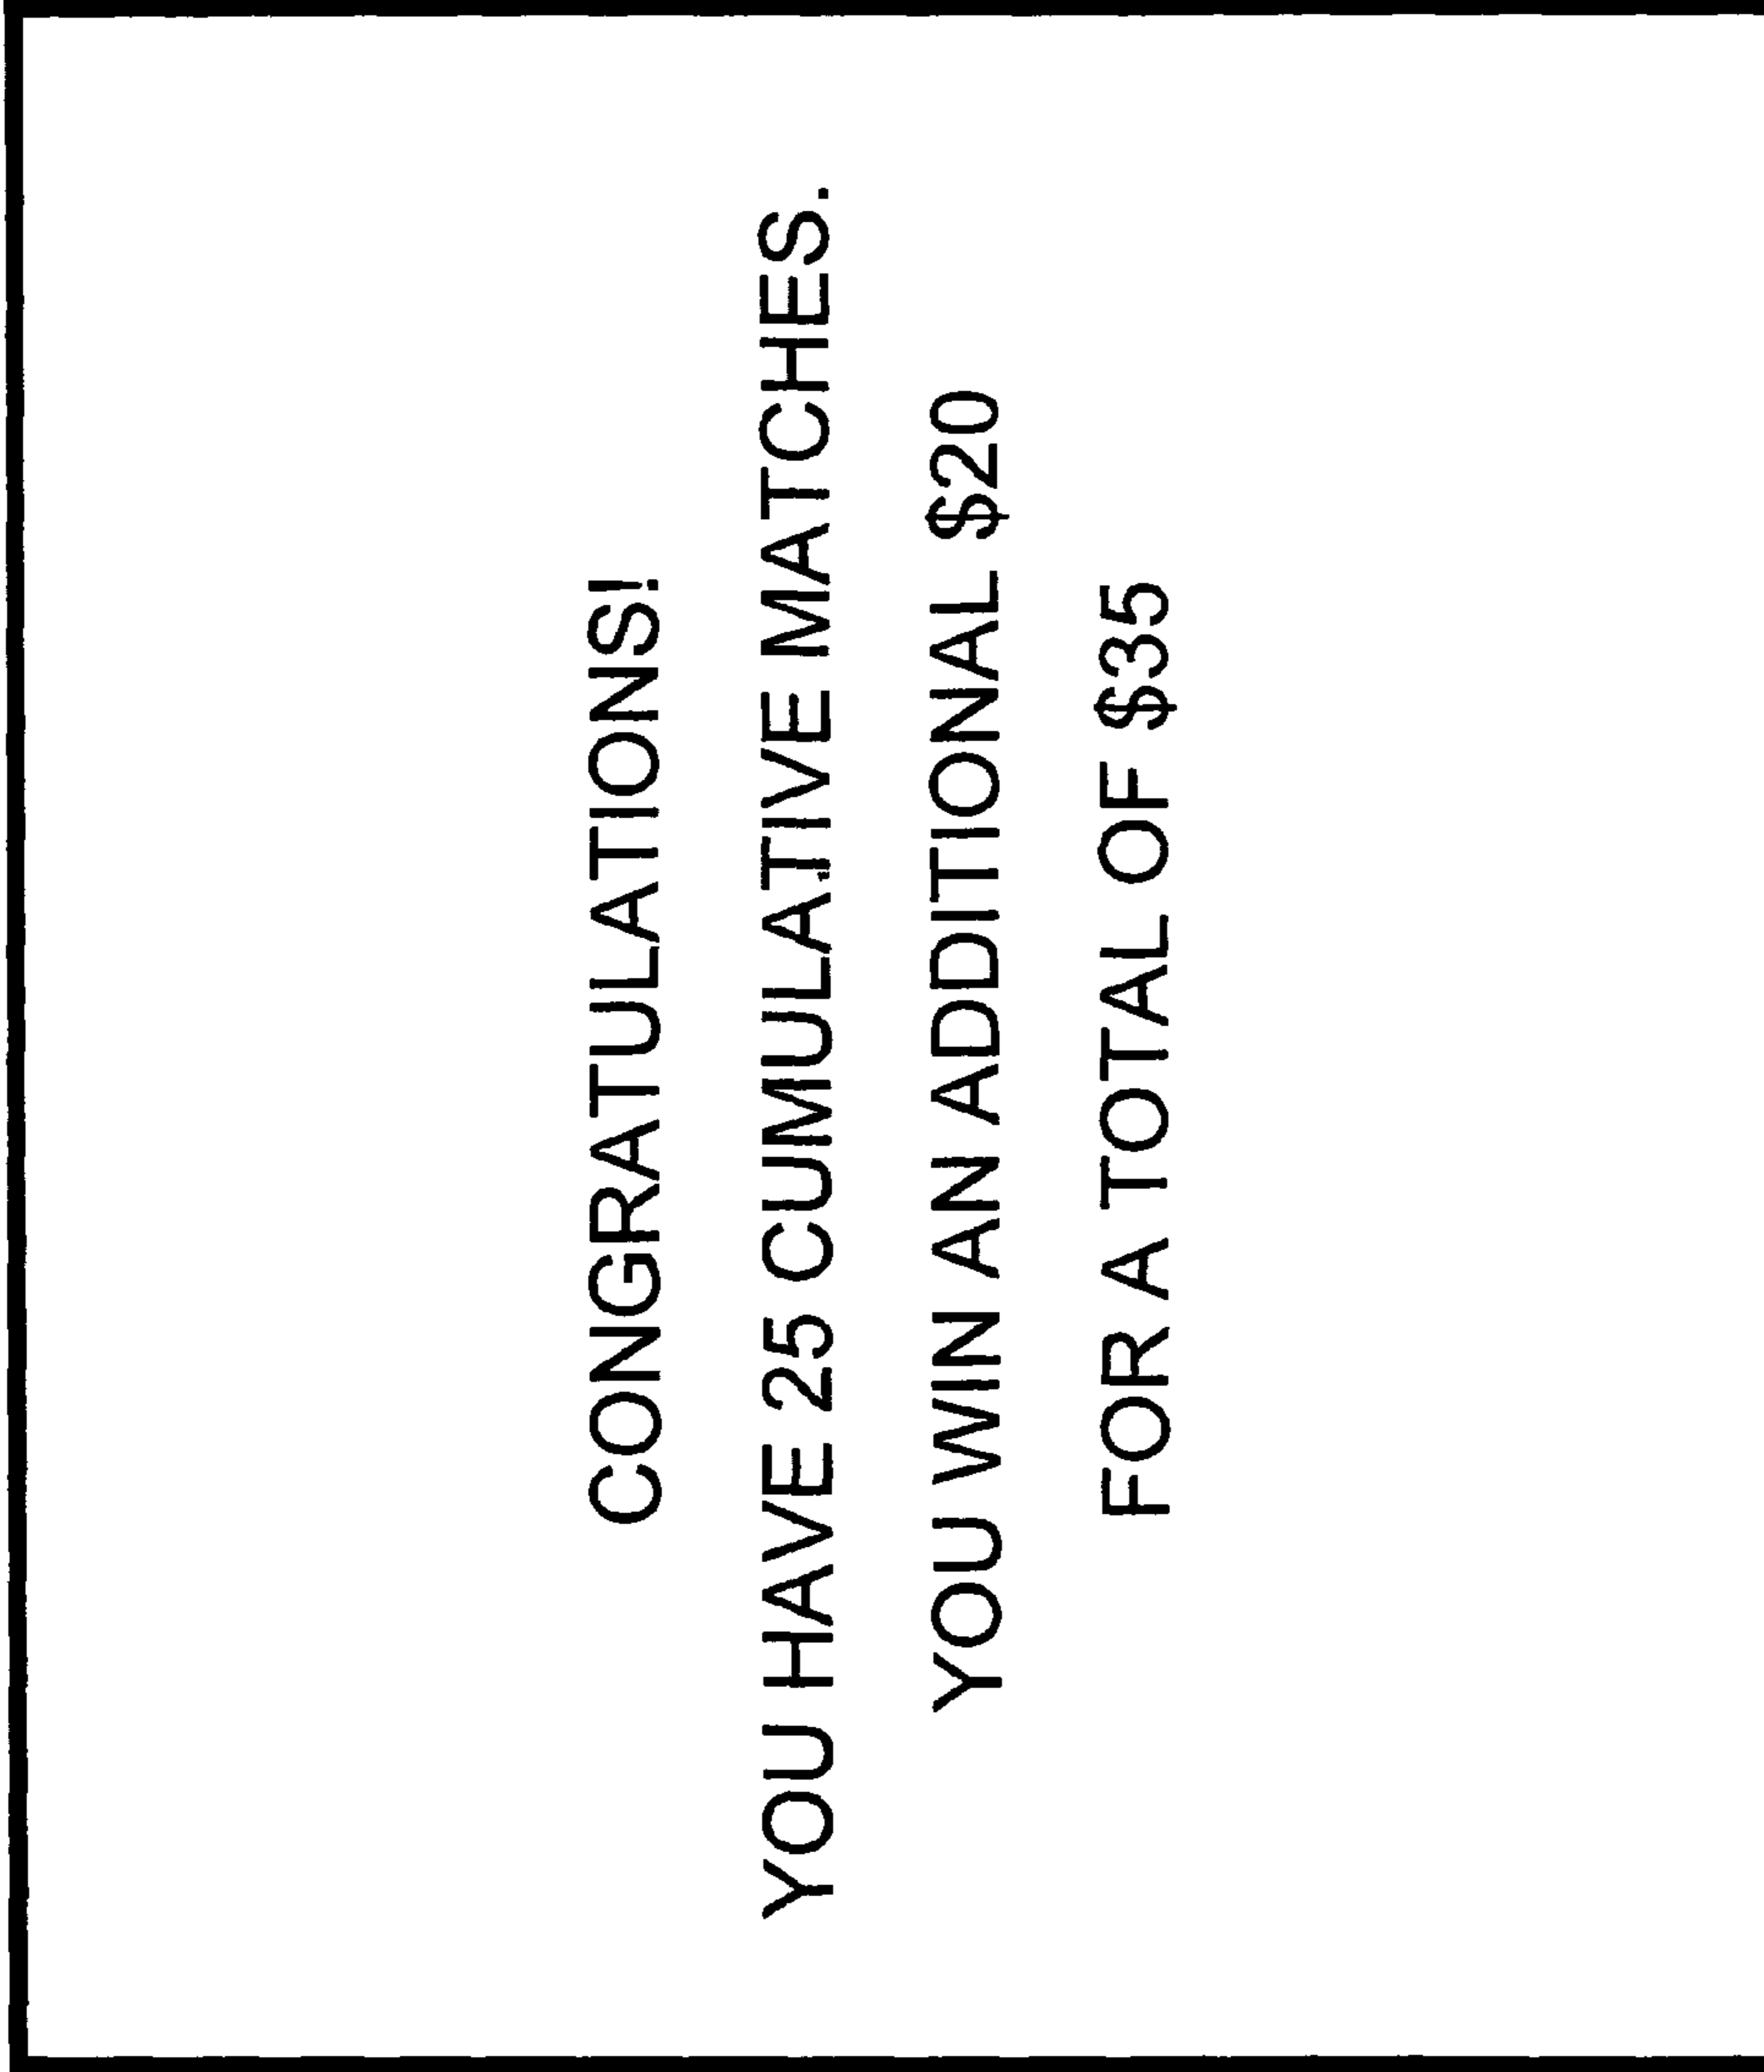 CONGRATULATIONS!
YOU HAVE 25 CUMULATIVE MATCHES.
YOU WIN AN ADDITIONAL $20
FOR A TOTAL OF $35